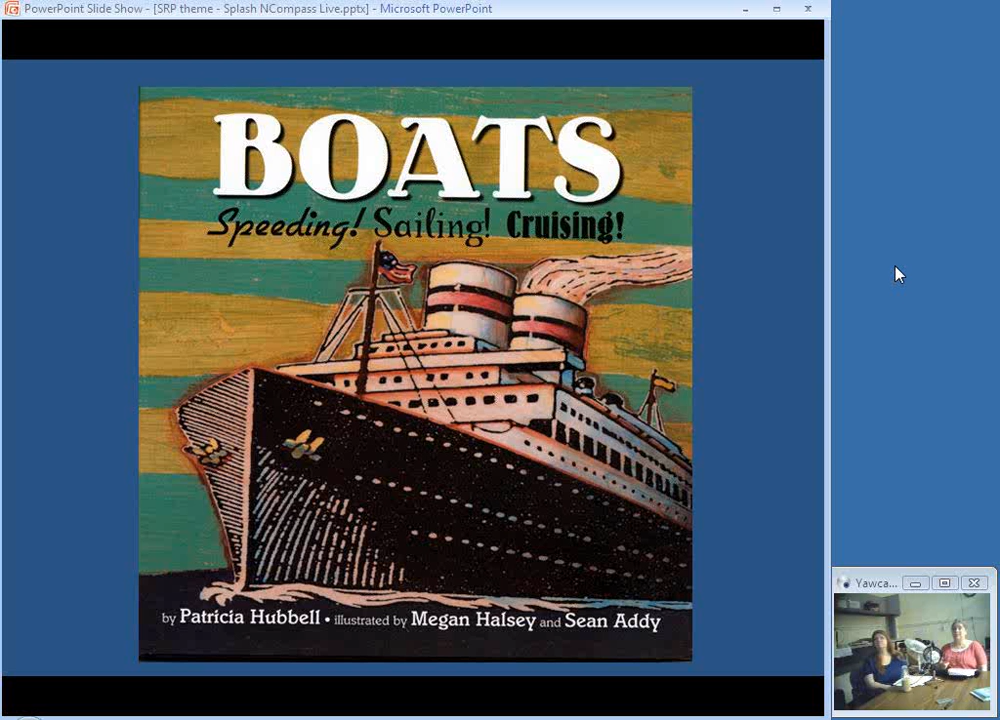 PowerPoint Slide Show - [SRP theme - Splash NCompass Live.pptx] - Microsoft PowerPoint
BOATS
Speeding! Sailing! Cruising!
by Patricia Hubbell • illustrated by Megan Halsey and Sean Addy
Yawca...